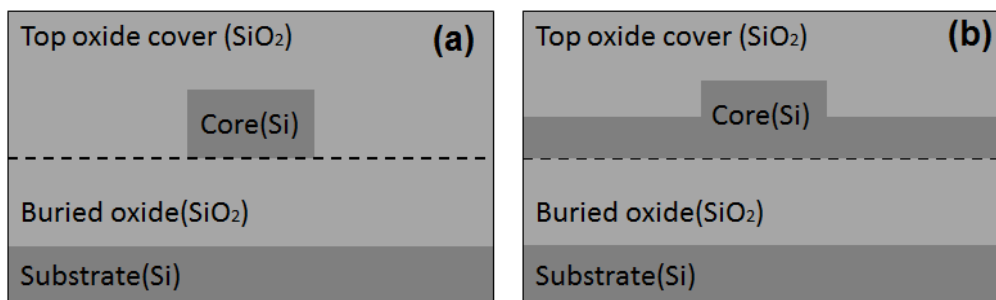 Top oxide cover (SiO₂)
(a)
Core(Si)
Buried oxide(SiO₂)
Substrate(Si)
Top oxide cover (SiO₂)
(b)
Core(Si)
Buried oxide(SiO₂)
Substrate(Si)